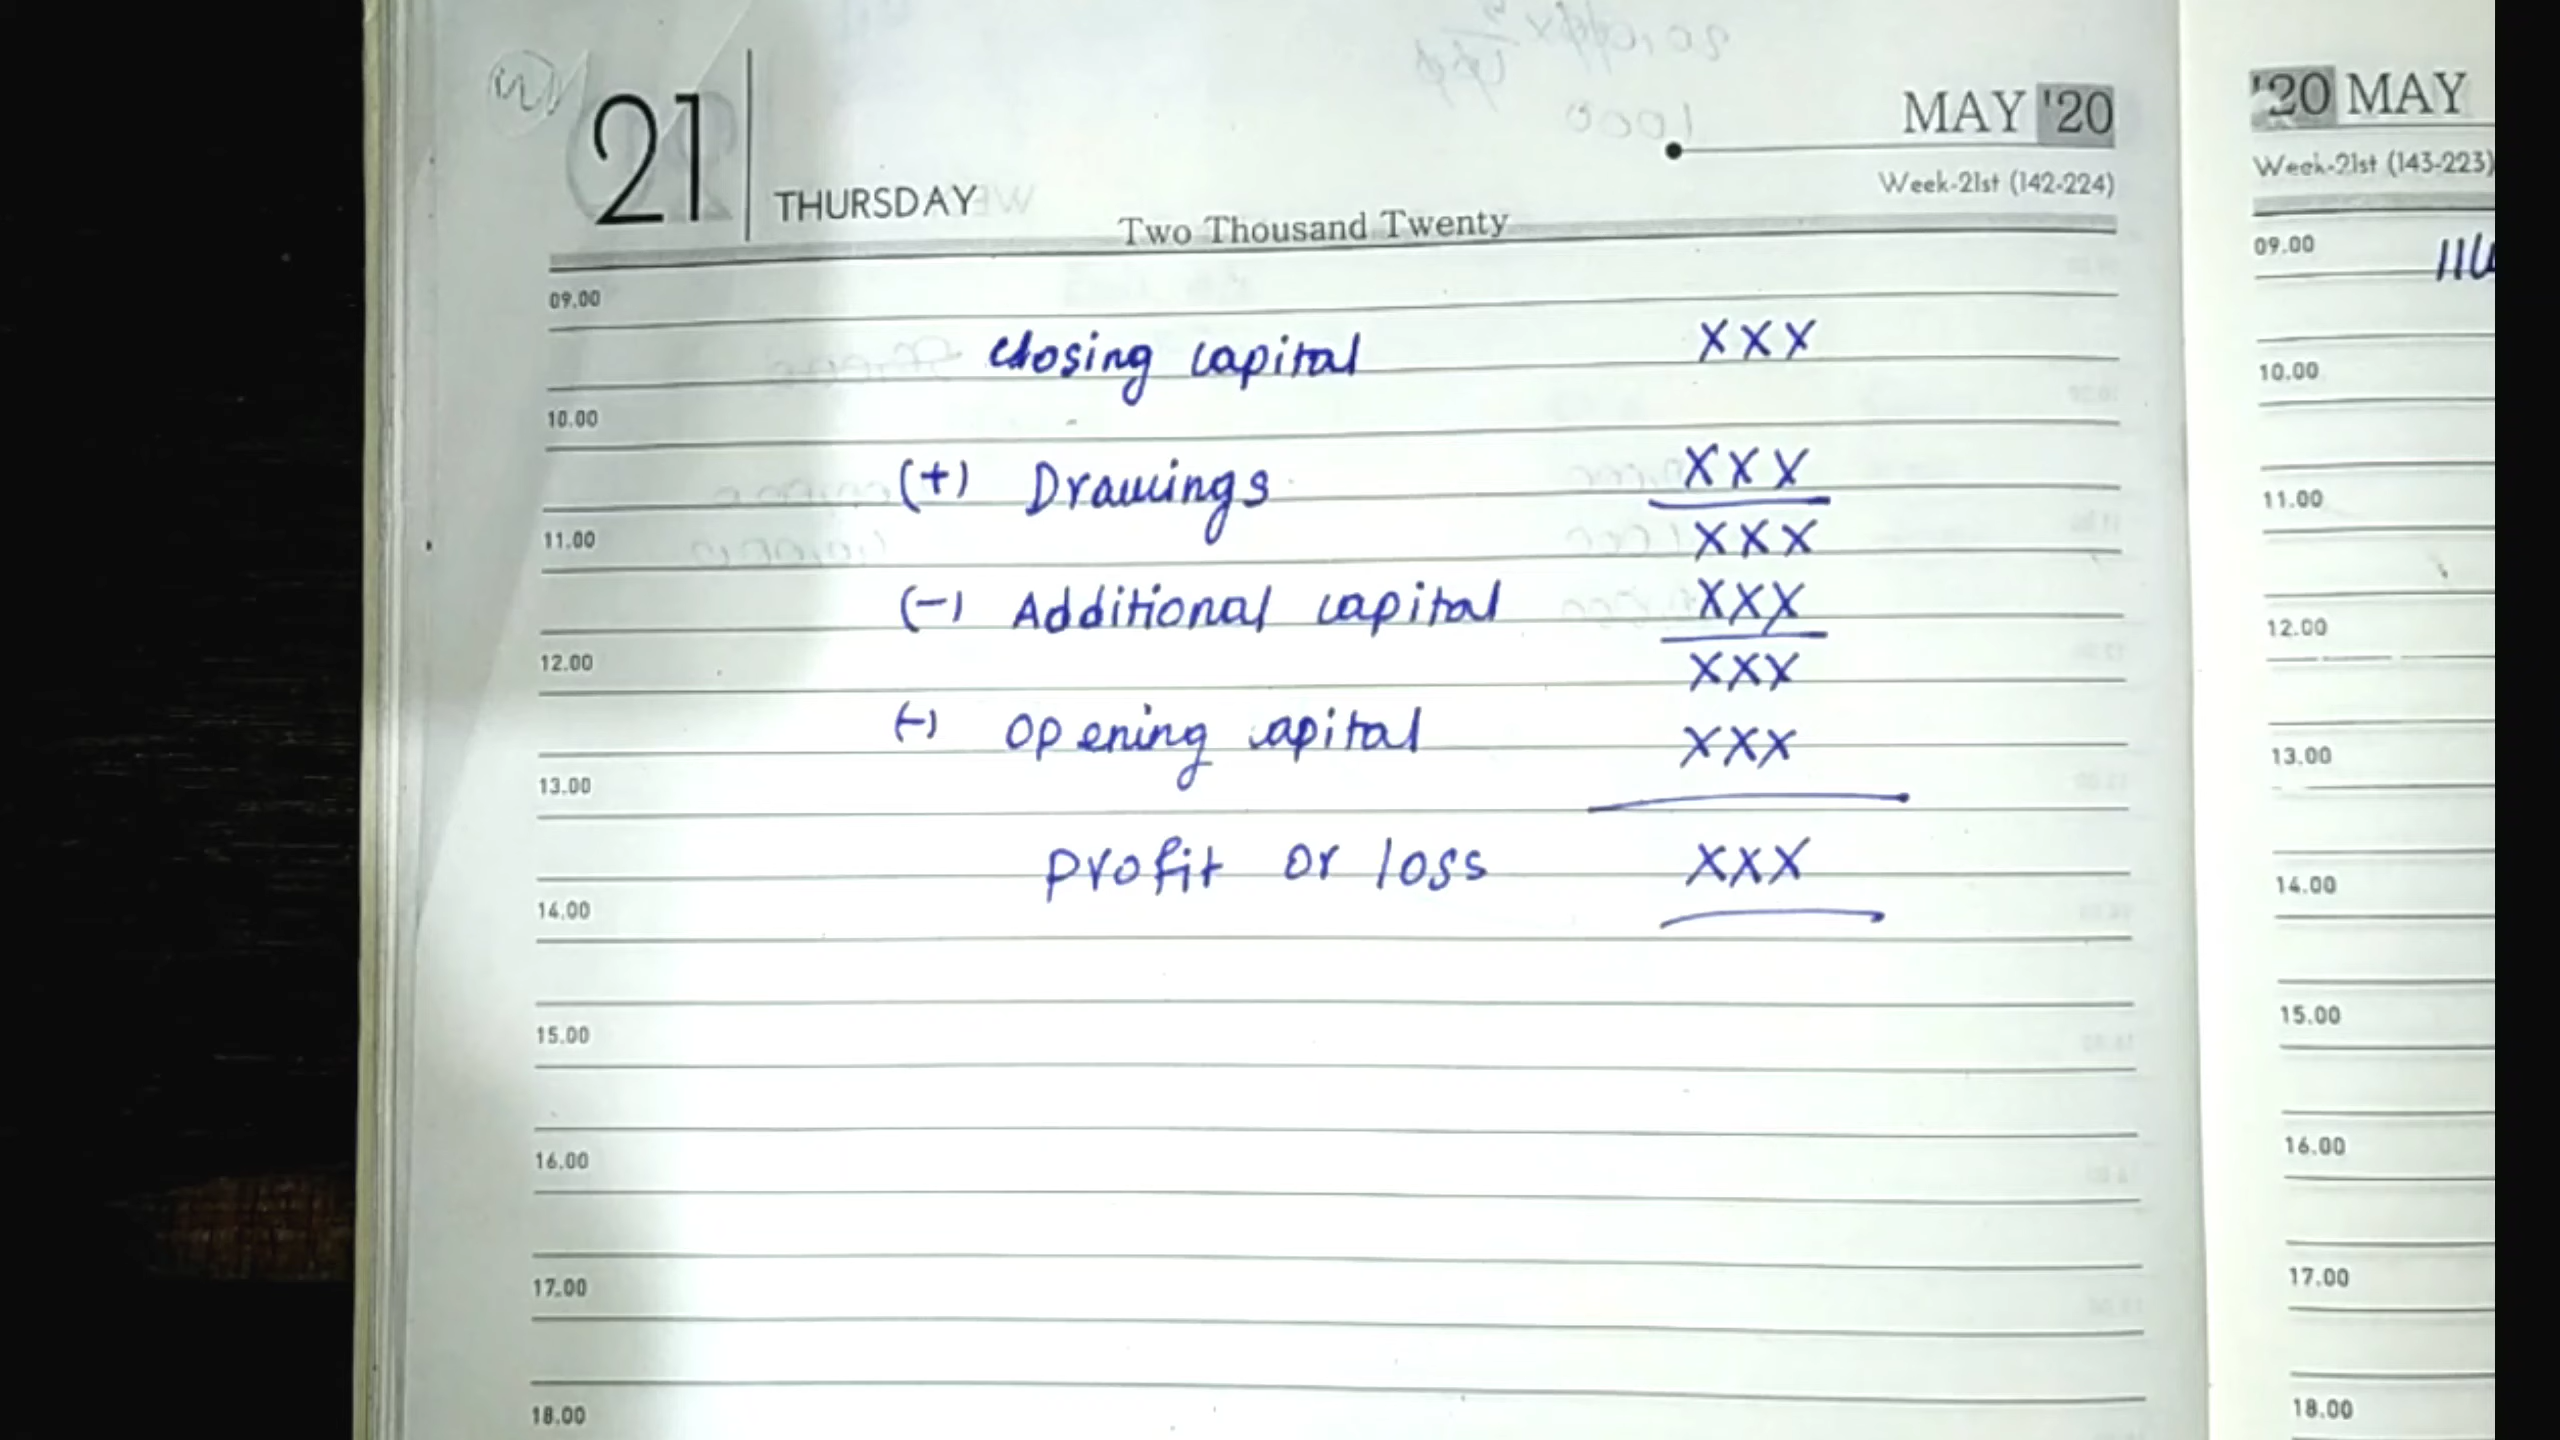 21 THURSDAY
MAY '20
Week-21st (142-224)
Two Thousand Twenty
09.00
closing capital XXX
10.00
(+) Drawings XXX
11.00 XXX
(-) Additional capital XXX
12.00 XXX
(-) opening capital XXX
13.00
profit or loss XXX
14.00
15.00
16.00
17.00
18.00
'20 MAY
Week-21st (143-223)
09.00
10.00
11.00
12.00
13.00
14.00
15.00
16.00
17.00
18.00